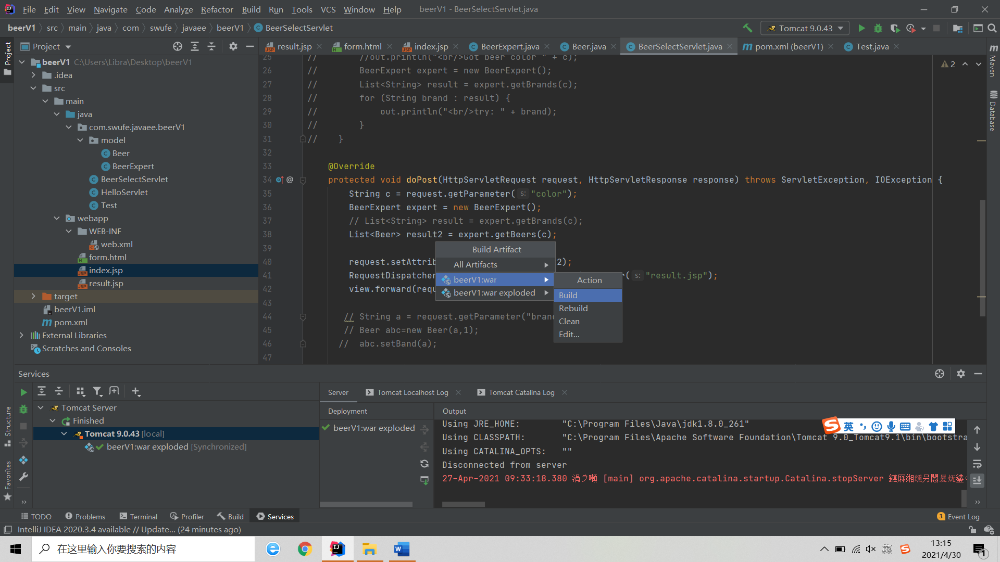 File Edit View Navigate Code Analyze Refactor Build Run Tools VCS Window Help beerV1 - BeerSelectServlet.java
beerV1 src main java com swufe javaee beerV1 BeerSelectServlet
Tomcat 9.0.43
Project
result.jsp form.html index.jsp BeerExpert.java Beer.java BeerSelectServlet.java pom.xml (beerV1) Test.java
Project
Maven
Database
Structure
Favorites
beerV1 C:\Users\Libra\Desktop\beerV1
.idea
src
main
java
com.swufe.javaee.beerV1
model
Beer
BeerExpert
BeerSelectServlet
HelloServlet
Test
webapp
WEB-INF
web.xml
form.html
index.jsp
result.jsp
target
beerV1.iml
pom.xml
External Libraries
Scratches and Consoles
2
25 // //out.println("<br/>Got beer color " + c);
26 // BeerExpert expert = new BeerExpert();
27 // List<String> result = expert.getBrands(c);
28 // for (String brand : result) {
29 // out.println("<br/>try: " + brand);
30 // }
31 // }
32
33 @Override
34 protected void doPost(HttpServletRequest request, HttpServletResponse response) throws ServletException, IOException {
35 String c = request.getParameter( s: "color");
36 BeerExpert expert = new BeerExpert();
37 // List<String> result = expert.getBrands(c);
38 List<Beer> result2 = expert.getBeers(c);
39
40 request.setAttrib 2);
41 RequestDispatcher r( s: "result.jsp");
42 view.forward(requ
43
44 // String a = request.getParameter("bran
45 // Beer abc=new Beer(a,1);
46 // abc.setBand(a);
47
Build Artifact
All Artifacts
beerV1:war
beerV1:war exploded
Action
Build
Rebuild
Clean
Edit...
Services
Server Tomcat Localhost Log Tomcat Catalina Log
Tomcat Server
Finished
Tomcat 9.0.43 [local]
beerV1:war exploded [Synchronized]
Deployment
beerV1:war exploded
Output
Using JRE_HOME: "C:\Program Files\Java\jdk1.8.0_261"
Using CLASSPATH: "C:\Program Files\Apache Software Foundation\Tomcat 9.0_Tomcat9.1\bin\bootstra
Using CATALINA_OPTS: ""
Disconnected from server
27-Apr-2021 09:33:18.380 [main] org.apache.catalina.startup.Catalina.stopServer
英
TODO Problems Terminal Profiler Build Services 3 Event Log
IntelliJ IDEA 2020.3.4 available // Update... (24 minutes ago)
在这里输入你要搜索的内容
英
13:15
2021/4/30
1